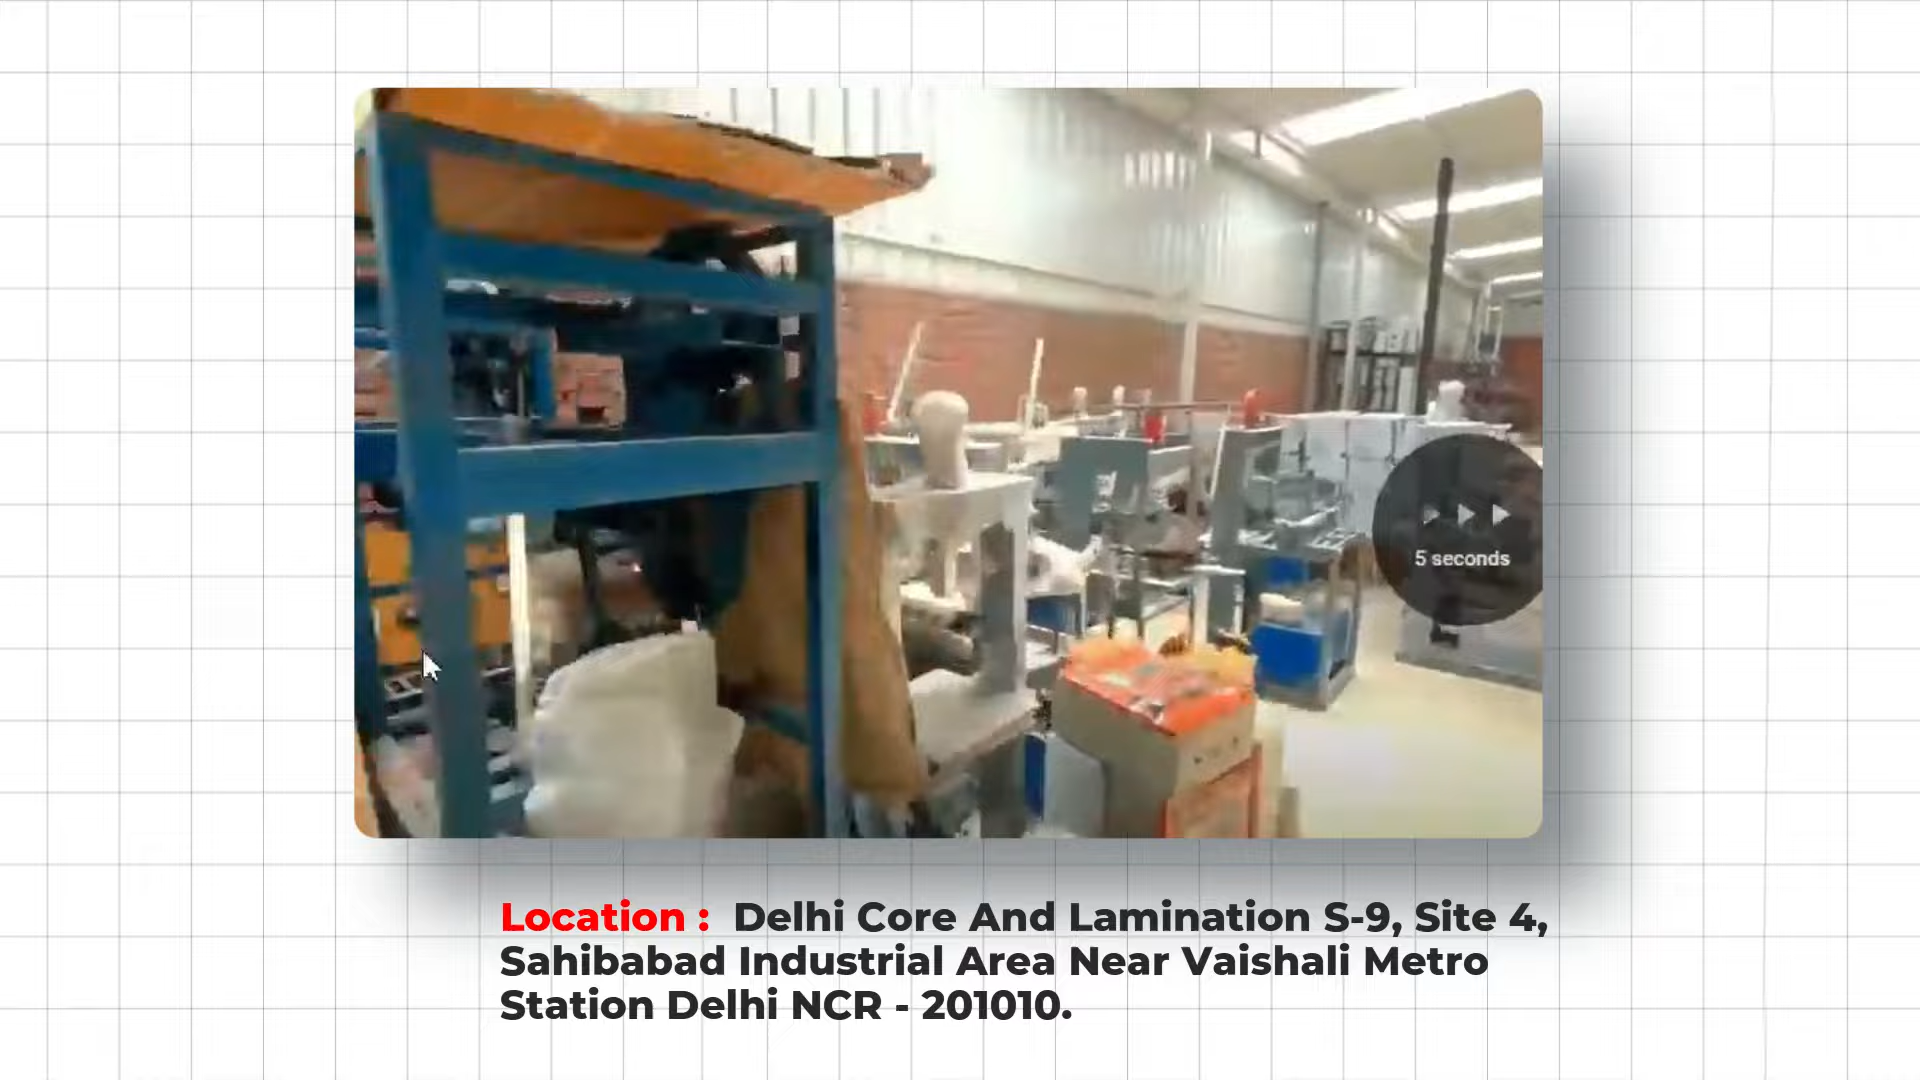 5 seconds
Location : Delhi Core And Lamination S-9, Site 4,
Sahibabad Industrial Area Near Vaishali Metro
Station Delhi NCR - 201010.